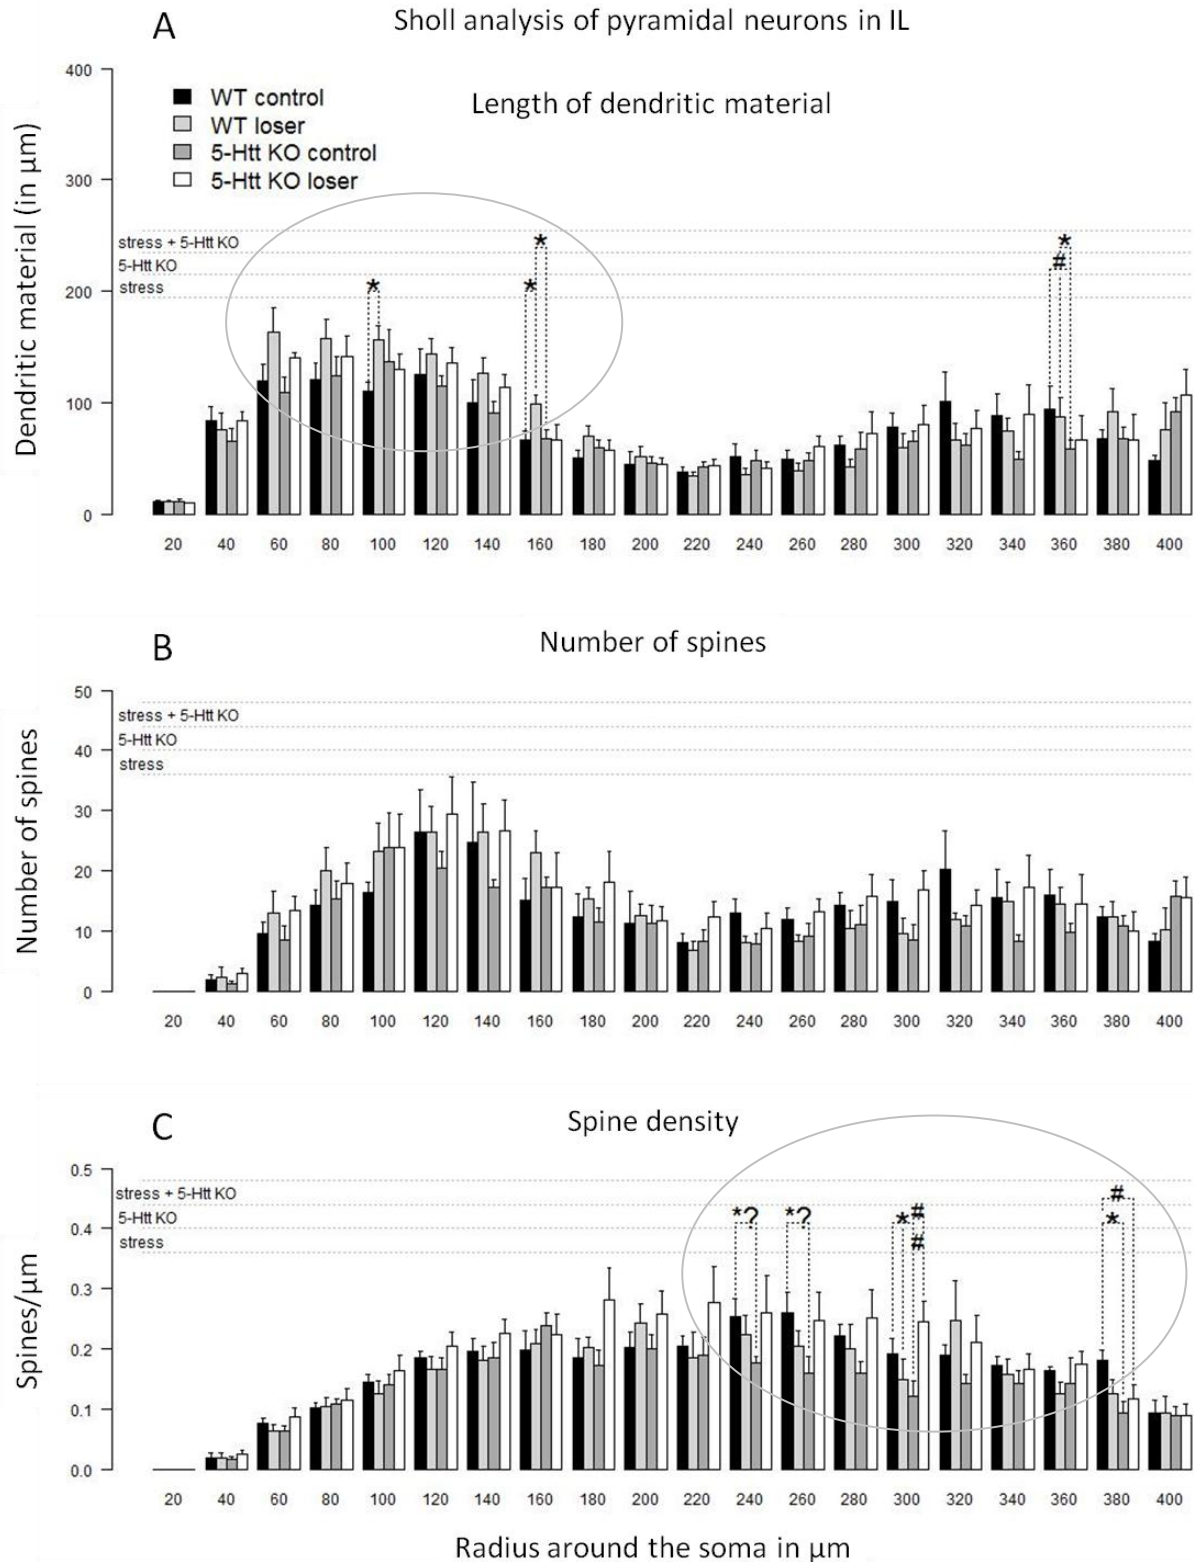 A
Sholl analysis of pyramidal neurons in IL
Length of dendritic material
WT control
WT loser
5-Htt KO control
5-Htt KO loser
Dendritic material (in µm)
400
300
200
100
0
stress + 5-Htt KO
5-Htt KO
stress
*
*
*
*
#
20 40 60 80 100 120 140 160 180 200 220 240 260 280 300 320 340 360 380 400
B
Number of spines
Number of spines
50
40
30
20
10
0
stress + 5-Htt KO
5-Htt KO
stress
20 40 60 80 100 120 140 160 180 200 220 240 260 280 300 320 340 360 380 400
C
Spine density
Spines/µm
0.5
0.4
0.3
0.2
0.1
0.0
stress + 5-Htt KO
5-Htt KO
stress
*? *? * # #
#
*
20 40 60 80 100 120 140 160 180 200 220 240 260 280 300 320 340 360 380 400
Radius around the soma in µm